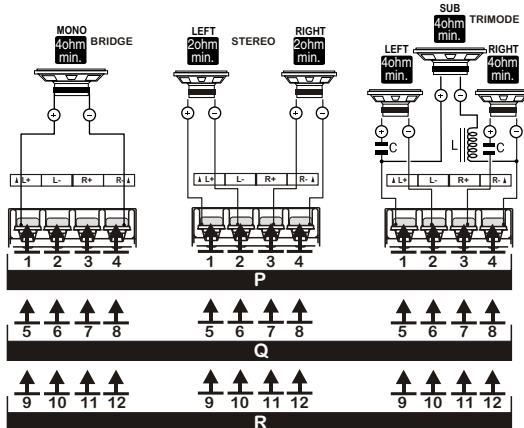 MONO BRIDGE
4ohm
min.
LEFT STEREO RIGHT
2ohm 2ohm
min. min.
SUB
4ohm TRIMODE
min.
LEFT RIGHT
4ohm 4ohm
min. min.
+ - + - + - + -
+ - + - + -
C L C
L+ L- R+ R- L+ L- R+ R- L+ L- R+ R-
1 2 3 4 1 2 3 4 1 2 3 4
P
5 6 7 8 5 6 7 8 5 6 7 8
Q
9 10 11 12 9 10 11 12 9 10 11 12
R